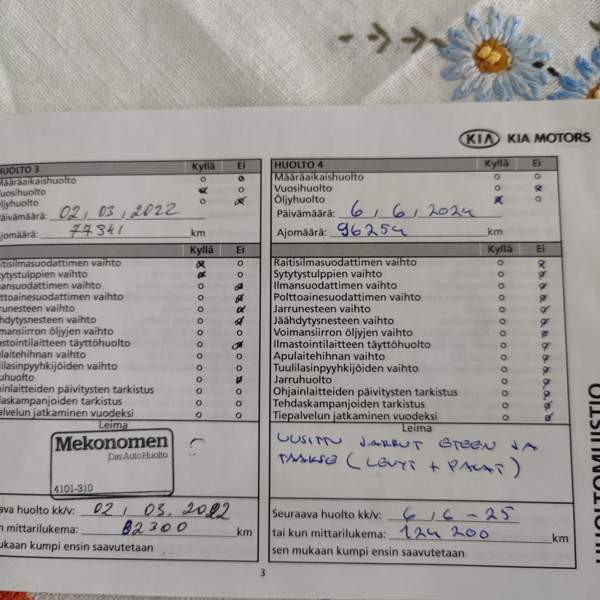 KIA KIA MOTORS
HUOLTO 3 Kyllä Ei
Määräaikaishuolto
Vuosihuolto
Öljyhuolto
Päivämäärä: 02, 03, 2022
Ajomäärä: 77341 km
Kyllä Ei
Raitisilmasuodattimen vaihto
Sytytystulppien vaihto
Ilmansuodattimen vaihto
Polttoainesuodattimen vaihto
Jarrunesteen vaihto
Jäähdytysnesteen vaihto
Voimansiirron öljyjen vaihto
Ilmastointilaitteen täyttöhuolto
Apulaitehihnan vaihto
Tuulilasinpyyhkijöiden vaihto
Jarruhuolto
Ohjainlaitteiden päivitysten tarkistus
Tehdaskampanjoiden tarkistus
Tiepalvelun jatkaminen vuodeksi
Leima
Mekonomen
Das AutoHuolto
4101-310
Seuraava huolto kk/v: 02, 03. 2022
tai kun mittarilukema: 82300 km
sen mukaan kumpi ensin saavutetaan
HUOLTO 4 Kyllä Ei
Määräaikaishuolto
Vuosihuolto
Öljyhuolto
Päivämäärä: 6, 6, 2024
Ajomäärä: 96254 km
Kyllä Ei
Raitisilmasuodattimen vaihto
Sytytystulppien vaihto
Ilmansuodattimen vaihto
Polttoainesuodattimen vaihto
Jarrunesteen vaihto
Jäähdytysnesteen vaihto
Voimansiirron öljyjen vaihto
Ilmastointilaitteen täyttöhuolto
Apulaitehihnan vaihto
Tuulilasinpyyhkijöiden vaihto
Jarruhuolto
Ohjainlaitteiden päivitysten tarkistus
Tehdaskampanjoiden tarkistus
Tiepalvelun jatkaminen vuodeksi
Leima
UUSITTU JARRUT ETEEN JA
TAAKSE (LEVYT + PALAT)
Seuraava huolto kk/v: 6, 6 - 25
tai kun mittarilukema: 124 200 km
sen mukaan kumpi ensin saavutetaan
3
HUOLTOMUISTIO